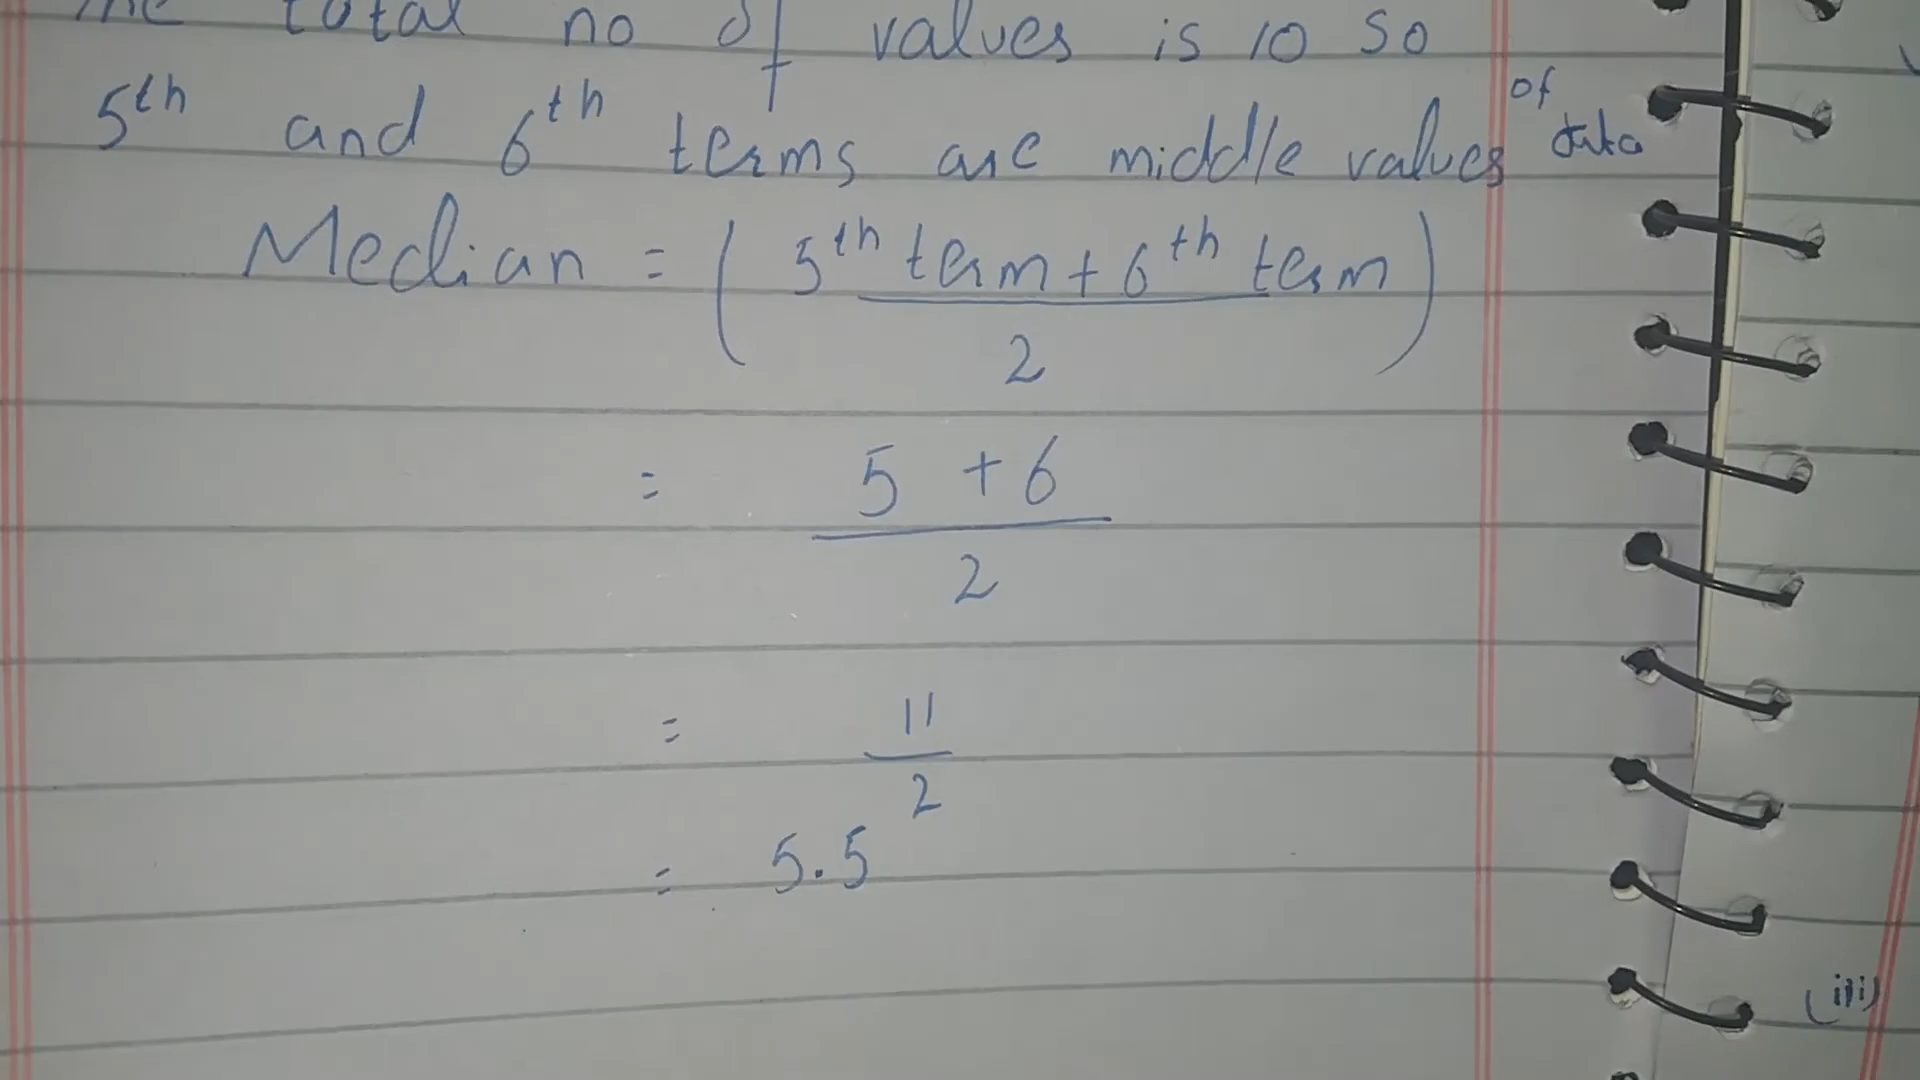 The total no of values is 10 so
5th and 6th terms are middle values of data
Median = ( 5th term + 6th term / 2 )
= 5 + 6 / 2
= 11 / 2
= 5.5
(iii)